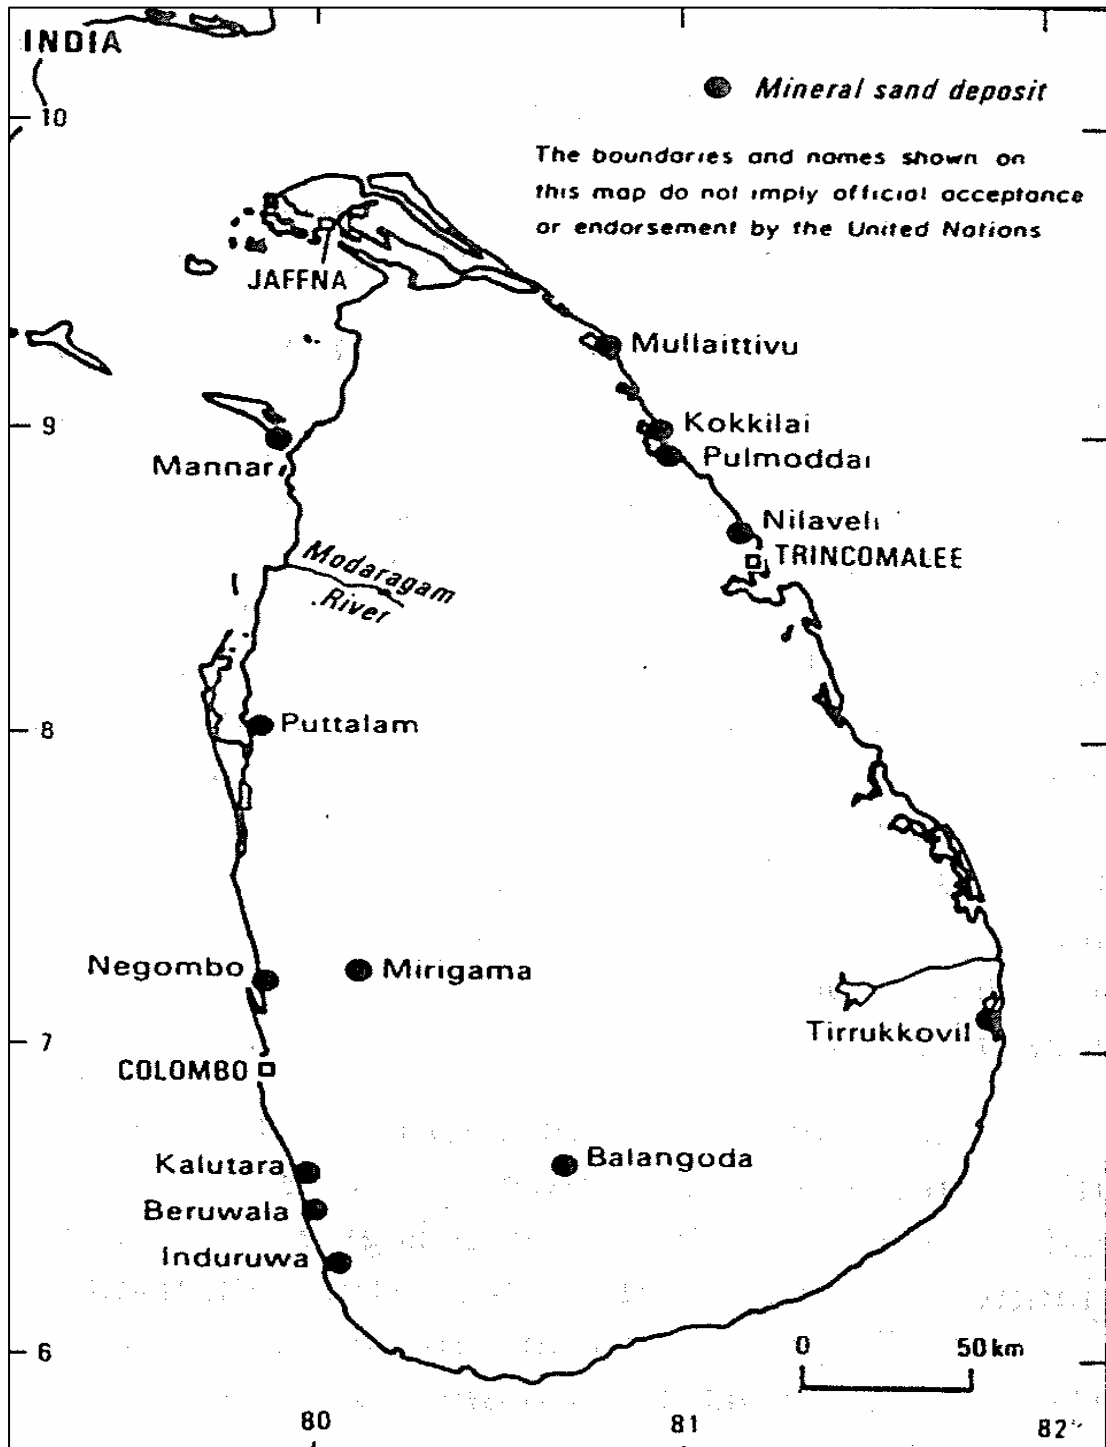 INDIA
Mineral sand deposit
10
The boundaries and names shown on
this map do not imply official acceptance
or endorsement by the United Nations
JAFFNA
Mullaittivu
9
Kokkilai
Mannar
Pulmoddai
Nilaveli
TRINCOMALEE
Modaragam
River
8
Puttalam
Negombo
Mirigama
7
Tirrukkovil
COLOMBO
Kalutara
Balangoda
Beruwala
Induruwa
6
0 50 km
80 81 82